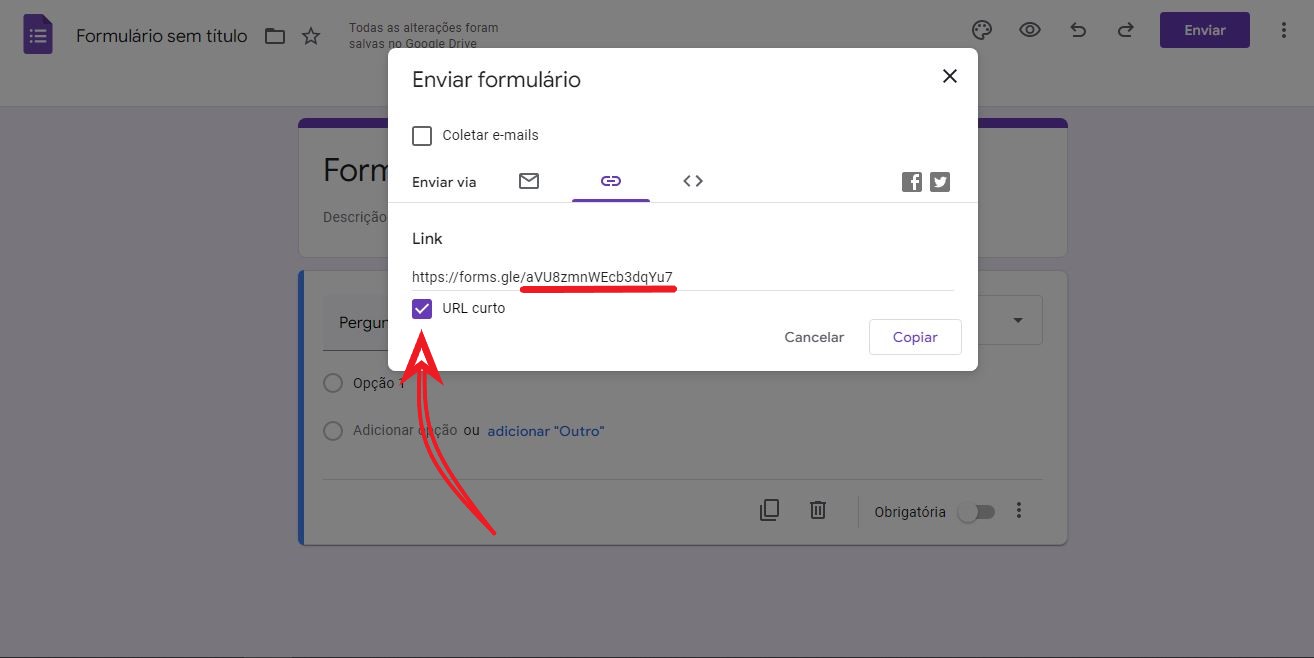 Formulário sem título
Todas as alterações foram
salvas no Google Drive
Enviar
Enviar formulário
Coletar e-mails
Enviar via
Form
Descrição
Link
https://forms.gle/aVU8zmnWEcb3dqYu7
URL curto
Pergun
Cancelar
Copiar
Opção 1
Adicionar opção ou adicionar "Outro"
Obrigatória